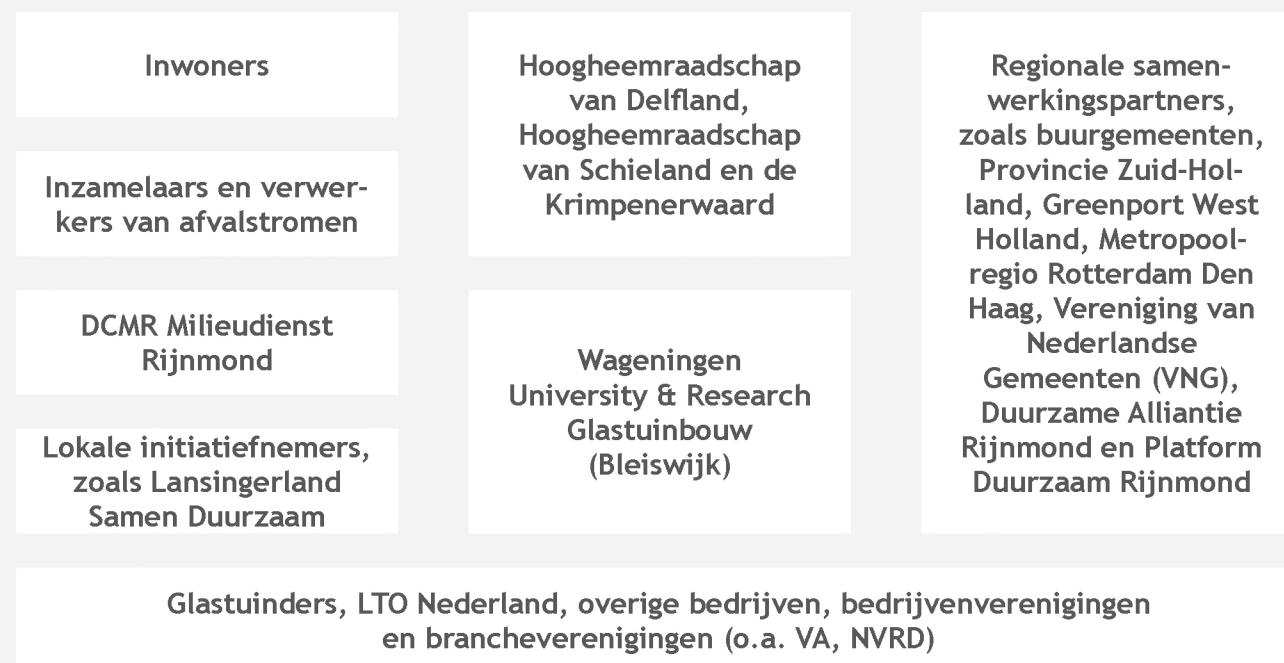 Inwoners
Inzamelaars en verwer-
kers van afvalstromen
DCMR Milieudienst
Rijnmond
Lokale initiatiefnemers,
zoals Lansingerland
Samen Duurzaam
Hoogheemraadschap
van Delfland,
Hoogheemraadschap
van Schieland en de
Krimpenerwaard
Wageningen
University & Research
Glastuinbouw
(Bleiswijk)
Regionale samen-
werkingspartners,
zoals buurgemeenten,
Provincie Zuid-Hol-
land, Greenport West
Holland, Metropool-
regio Rotterdam Den
Haag, Vereniging van
Nederlandse
Gemeenten (VNG),
Duurzame Alliantie
Rijnmond en Platform
Duurzaam Rijnmond
Glastuinders, LTO Nederland, overige bedrijven, bedrijvenverenigingen
en brancheverenigingen (o.a. VA, NVRD)